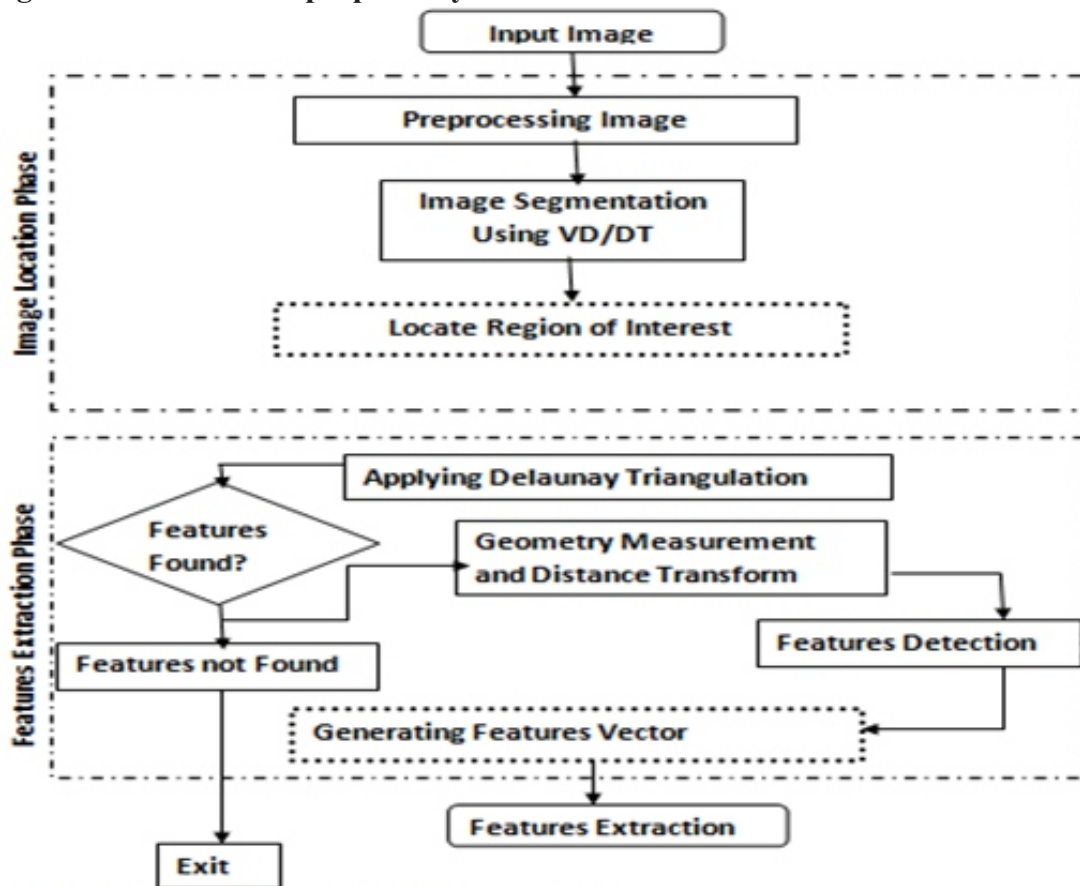 Input Image
Image Location Phase
Preprocessing Image
Image Segmentation
Using VD/DT
Locate Region of Interest
Features Extraction Phase
Applying Delaunay Triangulation
Features
Found?
Geometry Measurement
and Distance Transform
Features Detection
Features not Found
Generating Features Vector
Features Extraction
Exit